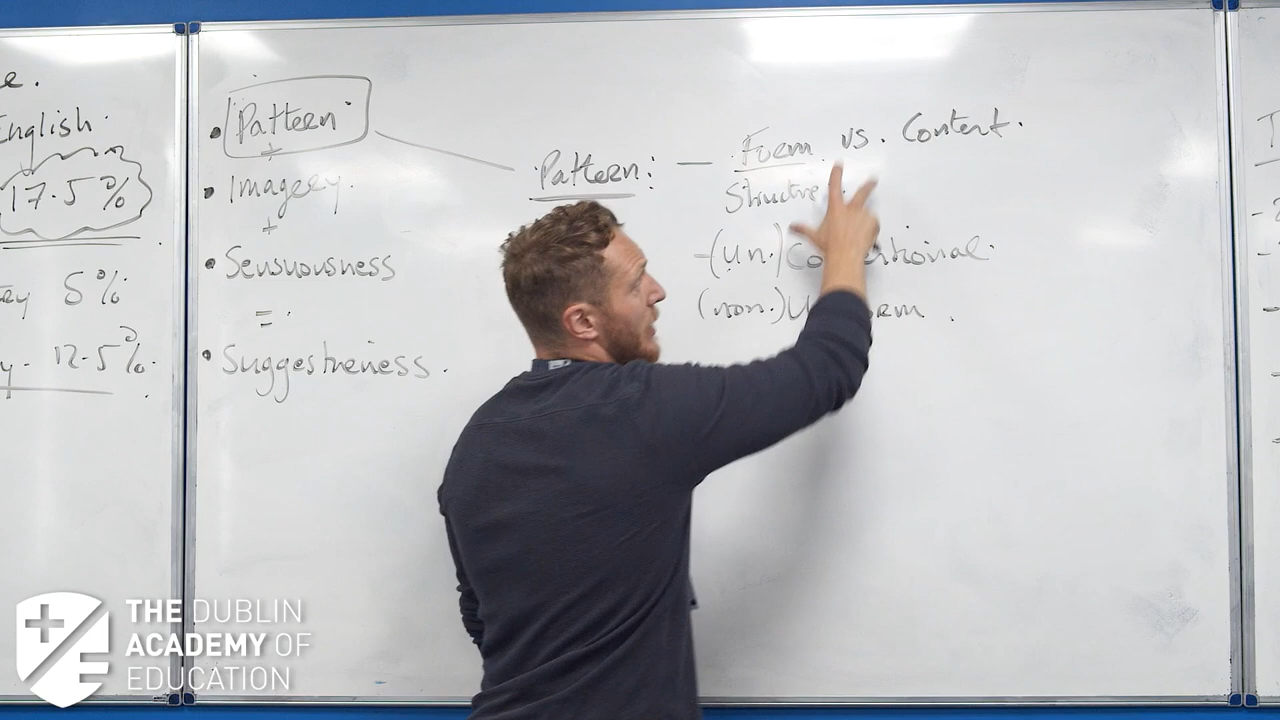 e.
English.
17.5%
5%
y. 12.5%.
• Pattern
+
• Imagery.
+
• Sensuousness
=
• Suggestiveness.
Pattern: — Form vs. Content.
Structure
-(un.)Conventional.
(non.)Uniform.
THE DUBLIN
ACADEMY OF
EDUCATION